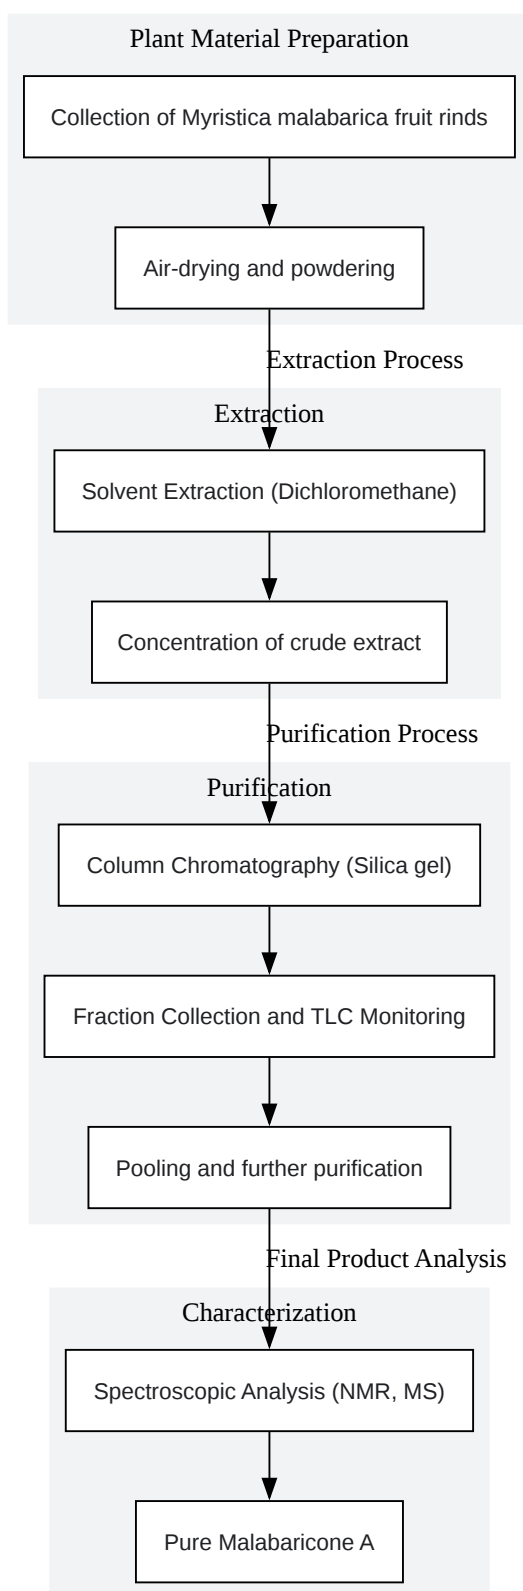 Plant Material Preparation
Collection of Myristica malabarica fruit rinds
Air-drying and powdering
Extraction Process
Extraction
Solvent Extraction (Dichloromethane)
Concentration of crude extract
Purification Process
Purification
Column Chromatography (Silica gel)
Fraction Collection and TLC Monitoring
Pooling and further purification
Final Product Analysis
Characterization
Spectroscopic Analysis (NMR, MS)
Pure Malabaricone A